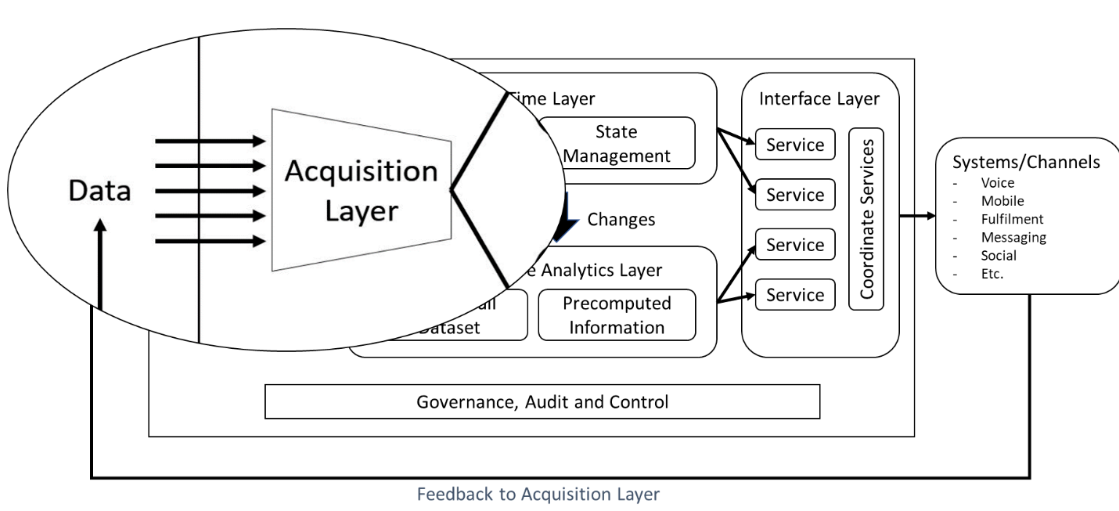 Data
Acquisition
Layer
Time Layer
State
Management
Changes
Analytics Layer
Dataset
Precomputed
Information
Interface Layer
Service
Service
Service
Service
Coordinate Services
Systems/Channels
- Voice
- Mobile
- Fulfilment
- Messaging
- Social
- Etc.
Governance, Audit and Control
Feedback to Acquisition Layer